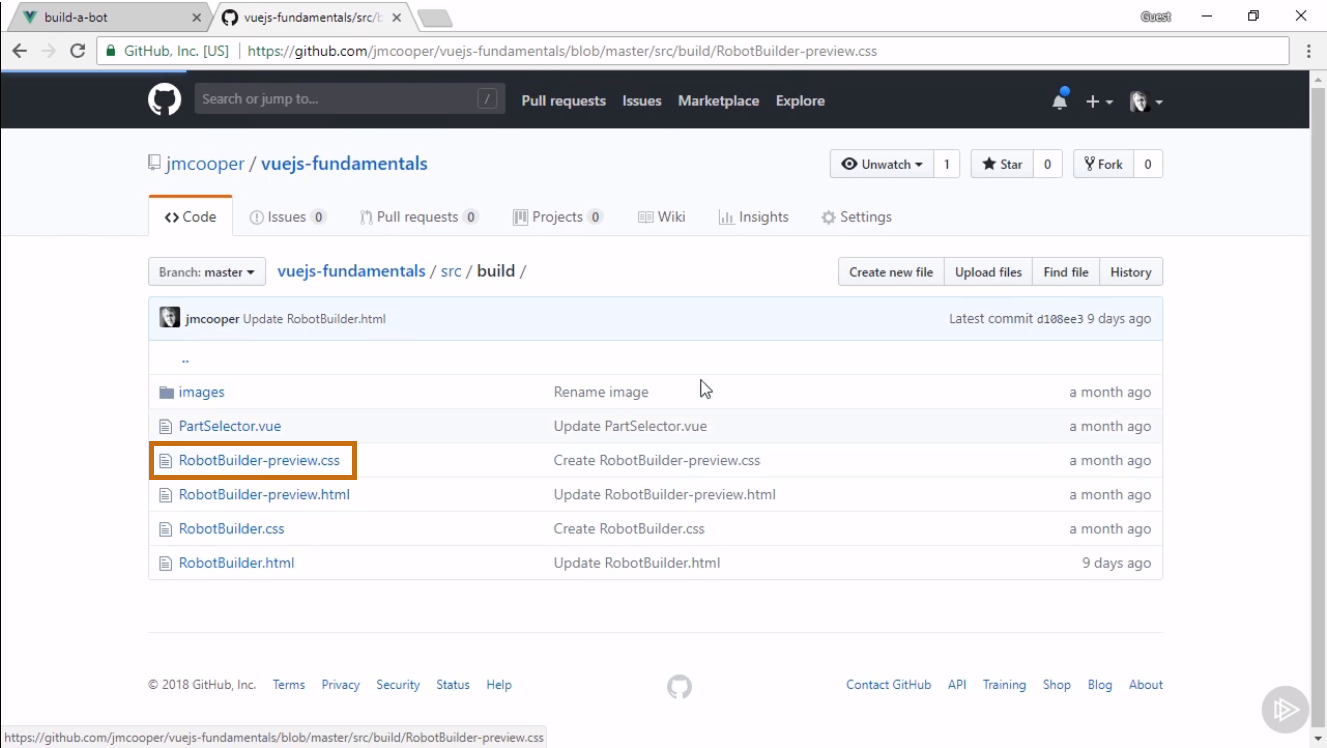 build-a-bot
vuejs-fundamentals/src/b
Guest
GitHub, Inc. [US] https://github.com/jmcooper/vuejs-fundamentals/blob/master/src/build/RobotBuilder-preview.css
Search or jump to... / Pull requests Issues Marketplace Explore
jmcooper / vuejs-fundamentals
Unwatch 1 Star 0 Fork 0
Code Issues 0 Pull requests 0 Projects 0 Wiki Insights Settings
Branch: master vuejs-fundamentals / src / build /
Create new file Upload files Find file History
jmcooper Update RobotBuilder.html Latest commit d108ee3 9 days ago
..
images Rename image a month ago
PartSelector.vue Update PartSelector.vue a month ago
RobotBuilder-preview.css Create RobotBuilder-preview.css a month ago
RobotBuilder-preview.html Update RobotBuilder-preview.html a month ago
RobotBuilder.css Create RobotBuilder.css a month ago
RobotBuilder.html Update RobotBuilder.html 9 days ago
© 2018 GitHub, Inc. Terms Privacy Security Status Help
Contact GitHub API Training Shop Blog About
https://github.com/jmcooper/vuejs-fundamentals/blob/master/src/build/RobotBuilder-preview.css